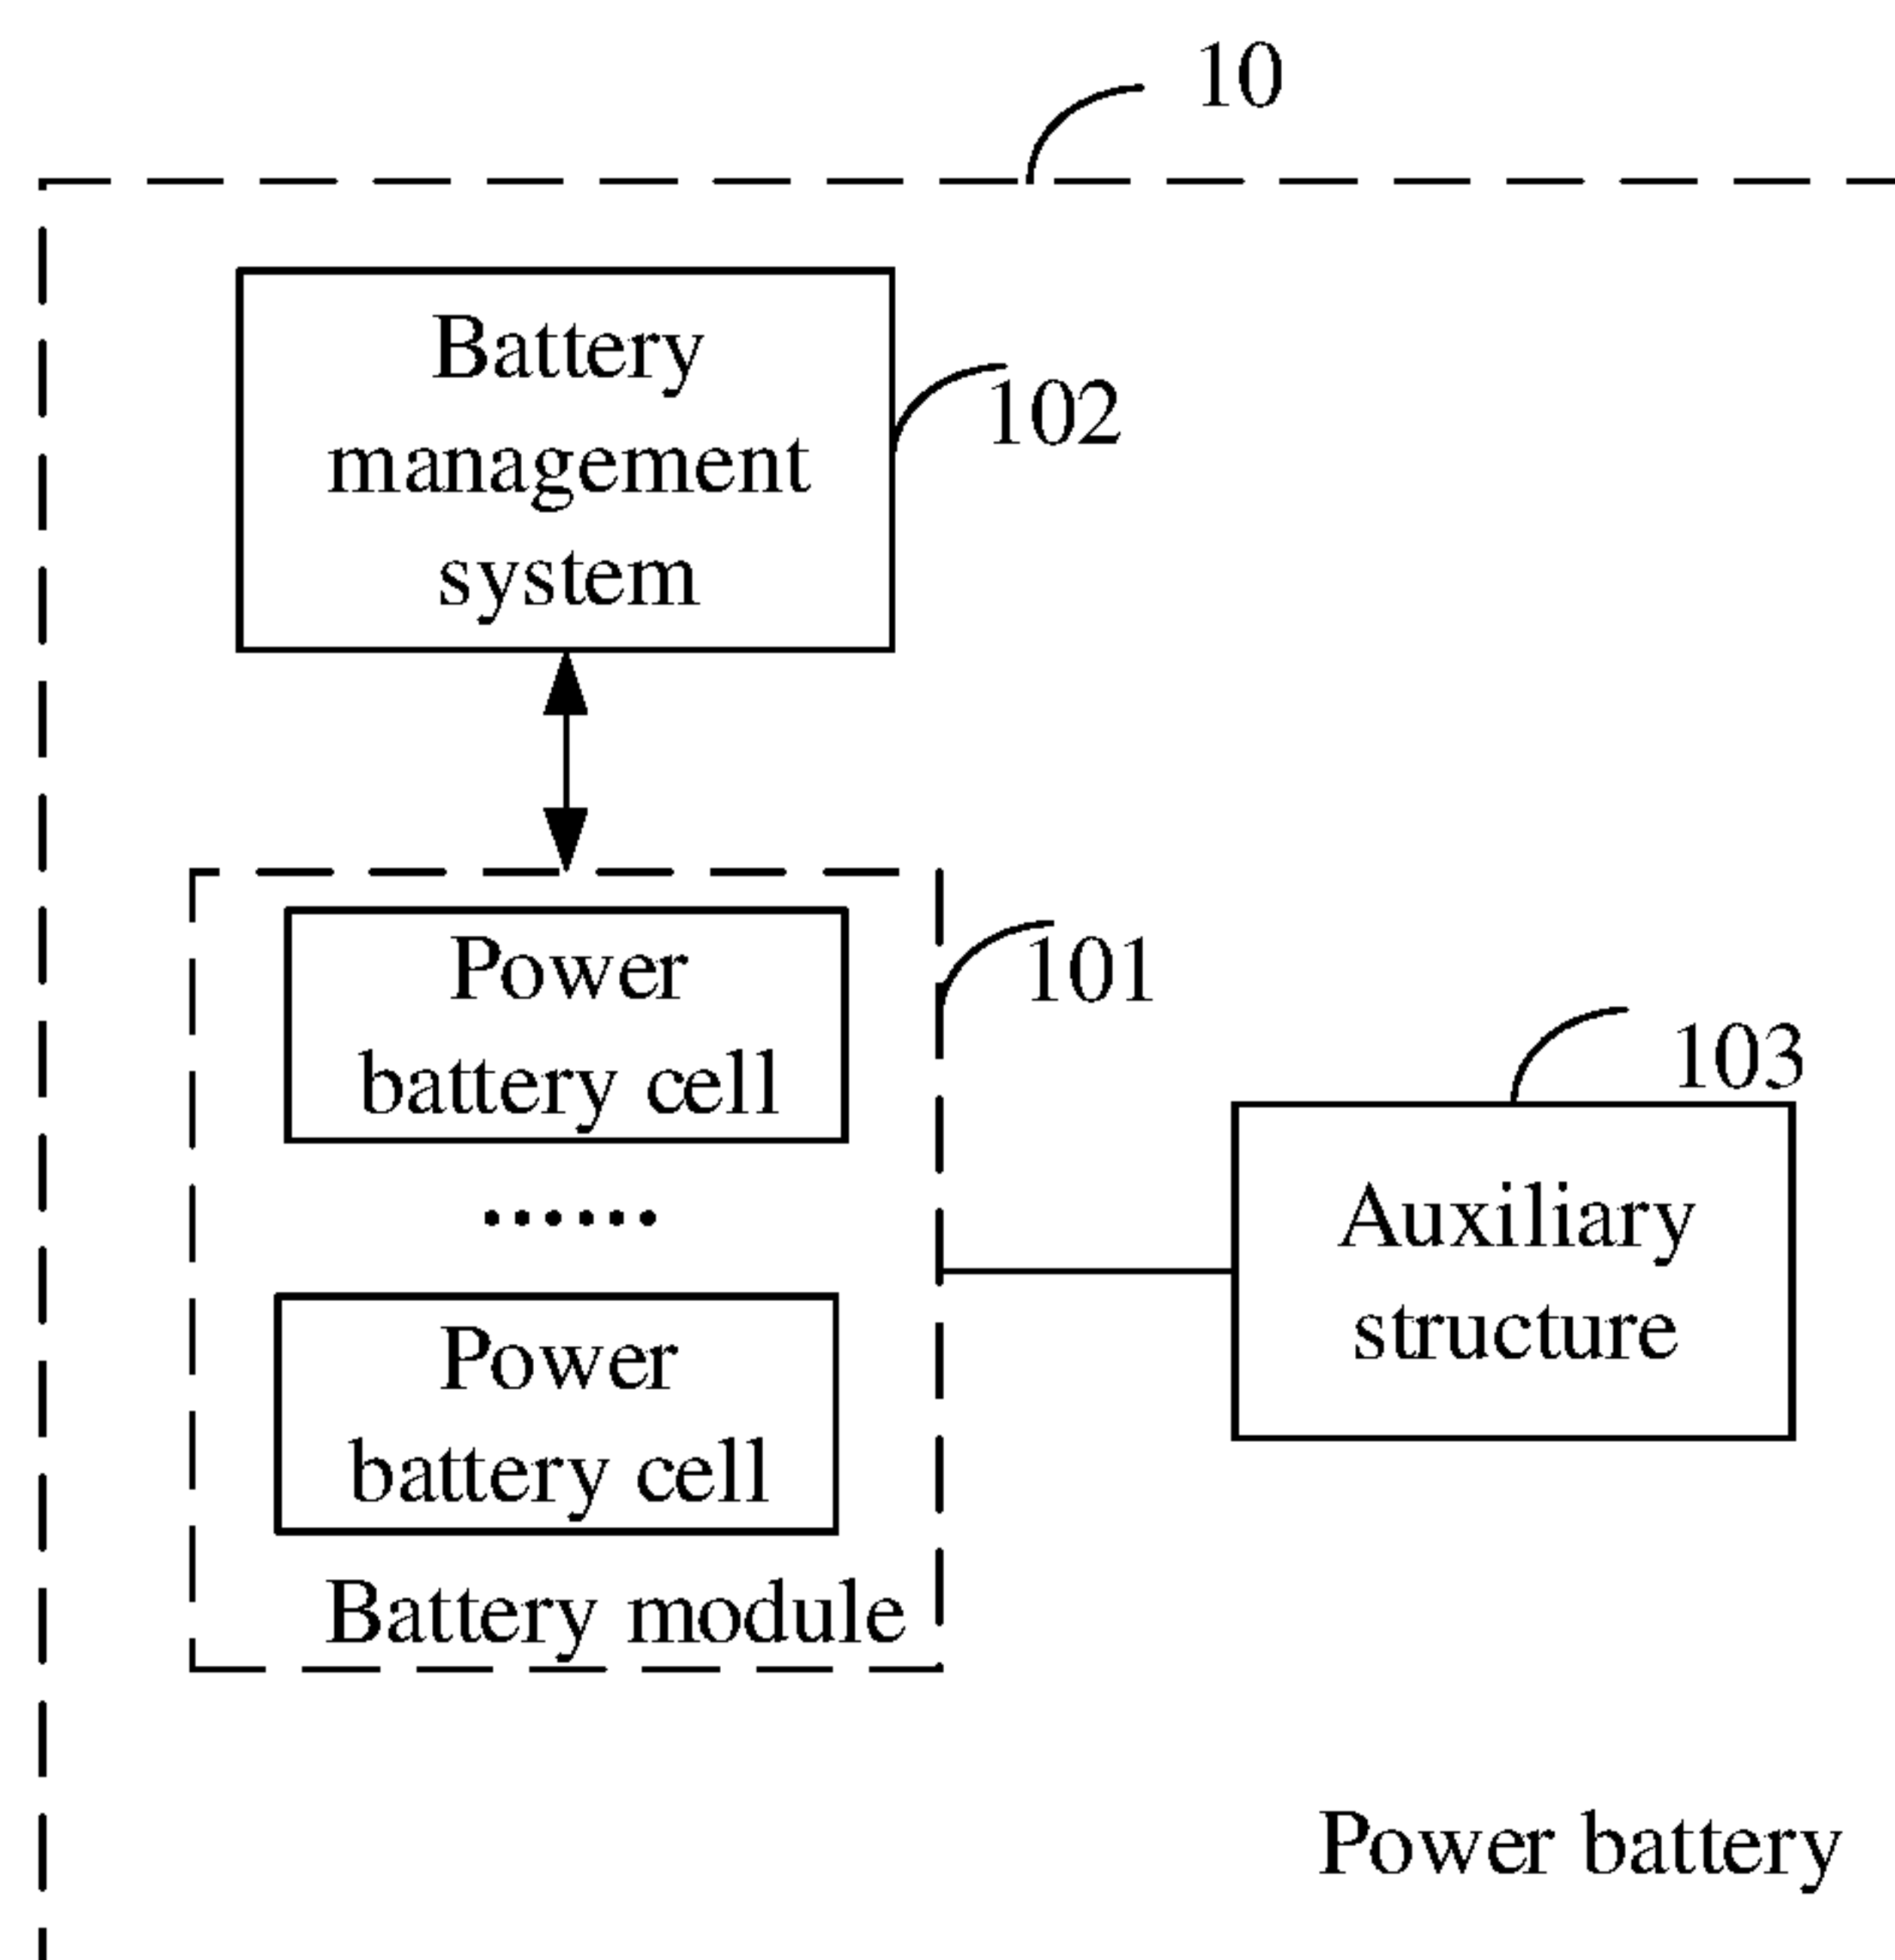 10
Battery
management
system
102
Power
battery cell
101
103
......
Auxiliary
structure
Power
battery cell
Battery module
Power battery